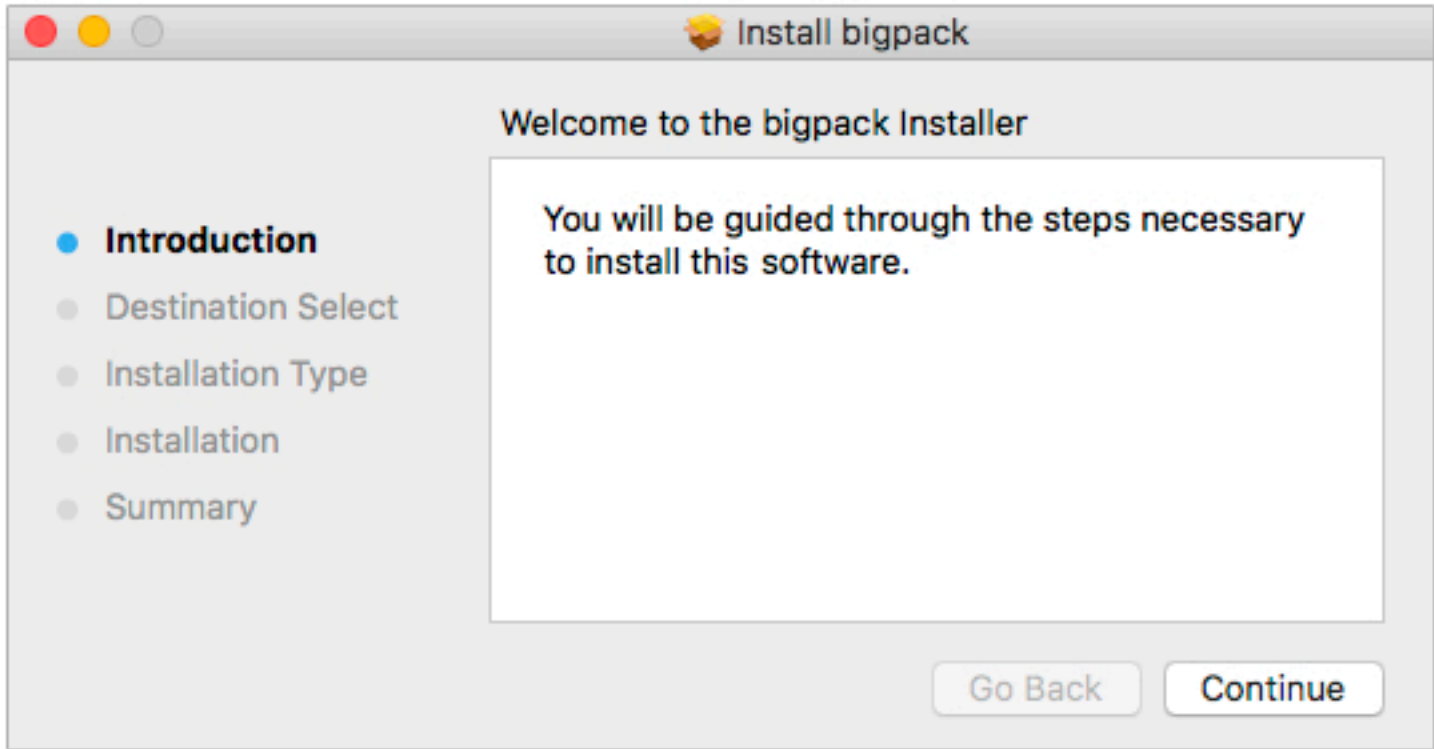 Install bigpack
Welcome to the bigpack Installer
You will be guided through the steps necessary
to install this software.
Introduction
Destination Select
Installation Type
Installation
Summary
Go Back
Continue